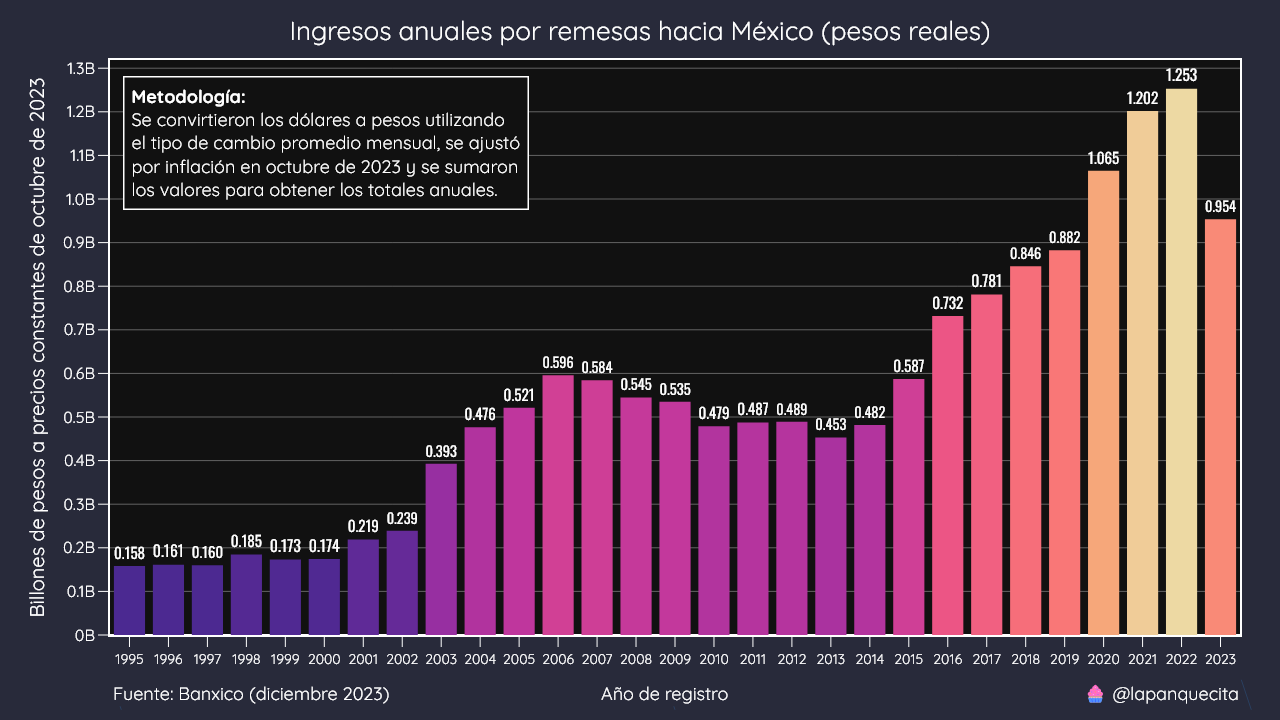 Ingresos anuales por remesas hacia México (pesos reales)
Billones de pesos a precios constantes de octubre de 2023
1.3B
1.2B
1.1B
1.0B
0.9B
0.8B
0.7B
0.6B
0.5B
0.4B
0.3B
0.2B
0.1B
0B
Metodología:
Se convirtieron los dólares a pesos utilizando
el tipo de cambio promedio mensual, se ajustó
por inflación en octubre de 2023 y se sumaron
los valores para obtener los totales anuales.
0.158 0.161 0.160 0.185 0.173 0.174 0.219 0.239 0.393 0.476 0.521 0.596 0.584 0.545 0.535 0.479 0.487 0.489 0.453 0.482 0.587 0.732 0.781 0.846 0.882 1.065 1.202 1.253 0.954
1995 1996 1997 1998 1999 2000 2001 2002 2003 2004 2005 2006 2007 2008 2009 2010 2011 2012 2013 2014 2015 2016 2017 2018 2019 2020 2021 2022 2023
Fuente: Banxico (diciembre 2023)
Año de registro
@lapanquecita